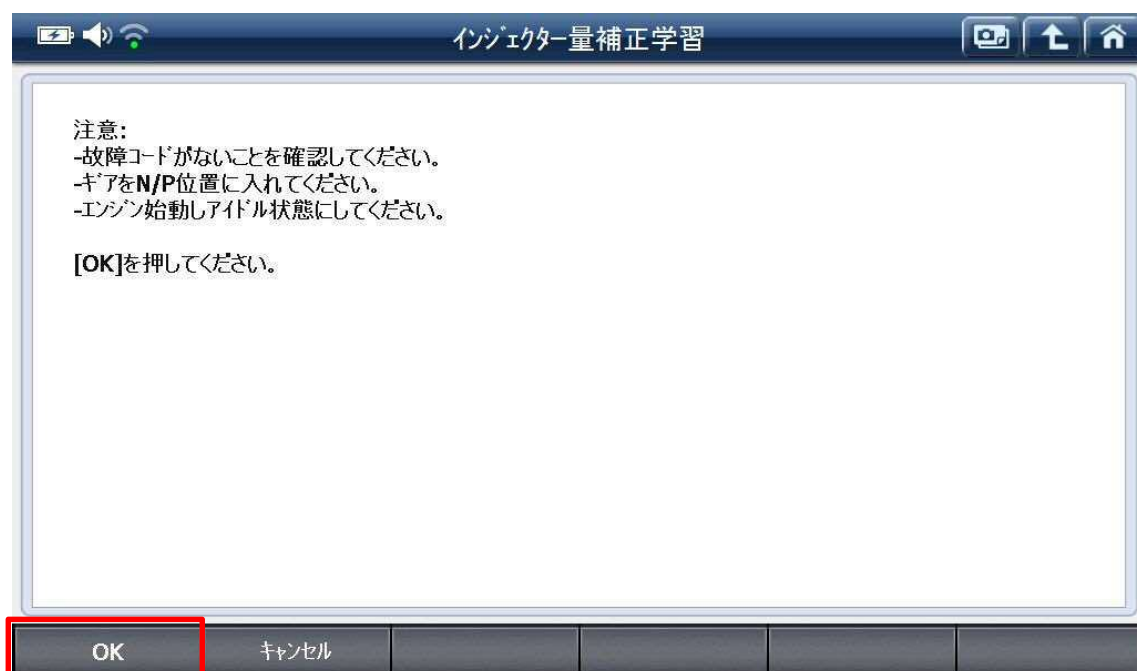 インジェクター量補正学習
注意:
-故障コードがないことを確認してください。
-ギアをN/P位置に入れてください。
-エンジン始動しアイドル状態にしてください。
[OK]を押してください。
OK
キャンセル